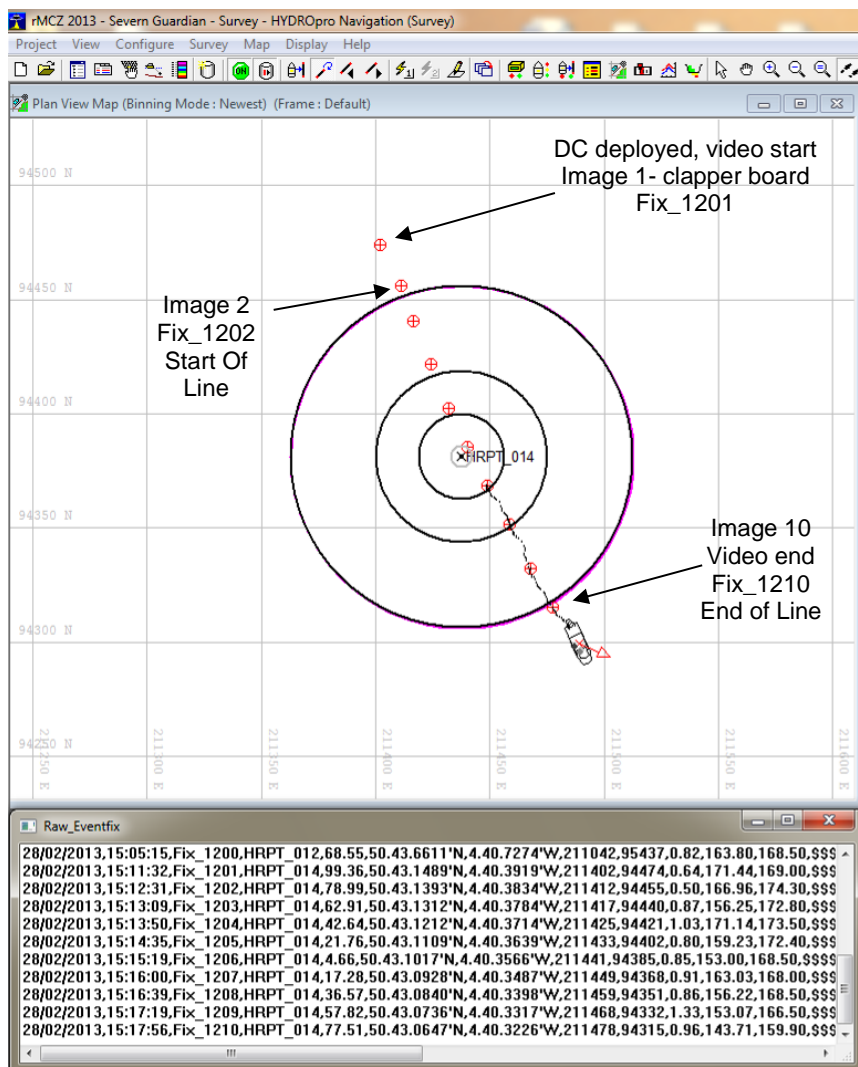 rMCZ 2013 - Severn Guardian - Survey - HYDROpro Navigation (Survey)
Project View Configure Survey Map Display Help
Plan View Map (Binning Mode : Newest) (Frame : Default)
DC deployed, video start
Image 1- clapper board
Fix_1201
94500 N
94450 N
Image 2
Fix_1202
Start Of
Line
94400 N
HRPT_014
94350 N
Image 10
Video end
Fix_1210
End of Line
94300 N
94250 N
211250 E
211300 E
211350 E
211400 E
211450 E
211500 E
211550 E
211600 E
Raw_Eventfix
28/02/2013,15:05:15,Fix_1200,HRPT_012,68.55,50.43.6611'N,4.40.7274'W,211042,95437,0.82,163.80,168.50,$$$
28/02/2013,15:11:32,Fix_1201,HRPT_014,99.36,50.43.1489'N,4.40.3919'W,211402,94474,0.64,171.44,169.00,$$$
28/02/2013,15:12:31,Fix_1202,HRPT_014,78.99,50.43.1393'N,4.40.3834'W,211412,94455,0.50,166.96,174.30,$$$
28/02/2013,15:13:09,Fix_1203,HRPT_014,62.91,50.43.1312'N,4.40.3784'W,211417,94440,0.87,156.25,172.80,$$$
28/02/2013,15:13:50,Fix_1204,HRPT_014,42.64,50.43.1212'N,4.40.3714'W,211425,94421,1.03,171.14,173.50,$$$
28/02/2013,15:14:35,Fix_1205,HRPT_014,21.76,50.43.1109'N,4.40.3639'W,211433,94402,0.80,159.23,172.40,$$$
28/02/2013,15:15:19,Fix_1206,HRPT_014,4.66,50.43.1017'N,4.40.3566'W,211441,94385,0.85,153.00,168.50,$$$
28/02/2013,15:16:00,Fix_1207,HRPT_014,17.28,50.43.0928'N,4.40.3487'W,211449,94368,0.91,163.03,168.00,$$$
28/02/2013,15:16:39,Fix_1208,HRPT_014,36.57,50.43.0840'N,4.40.3398'W,211459,94351,0.86,156.22,168.50,$$$
28/02/2013,15:17:19,Fix_1209,HRPT_014,57.82,50.43.0736'N,4.40.3317'W,211468,94332,1.33,153.07,166.50,$$$
28/02/2013,15:17:56,Fix_1210,HRPT_014,77.51,50.43.0647'N,4.40.3226'W,211478,94315,0.96,143.71,159.90,$$$